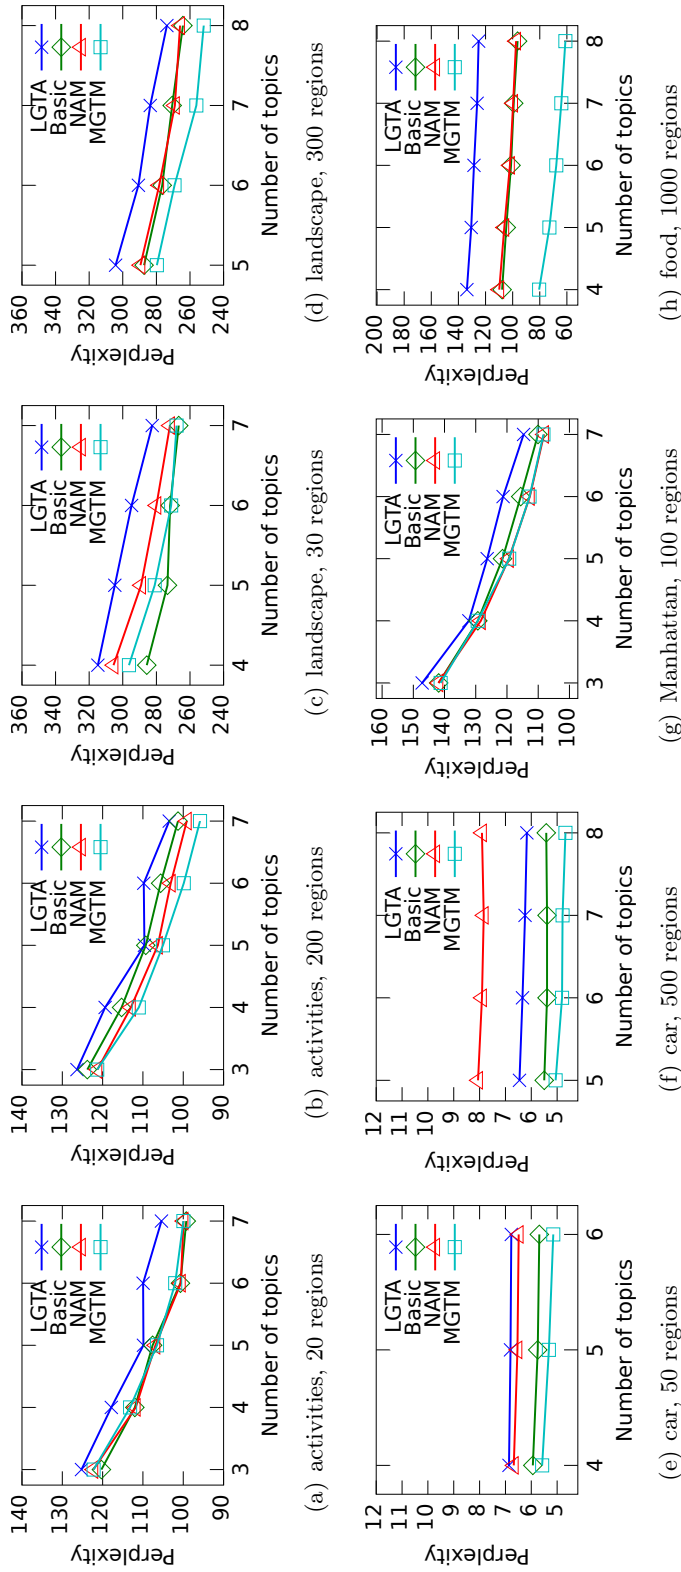 140
130
120
110
100
90
Perplexity
3
4
5
6
7
Number of topics
LGTA
Basic
NAM
MGTM
(a) activities, 20 regions
140
130
120
110
100
90
Perplexity
3
4
5
6
7
Number of topics
LGTA
Basic
NAM
MGTM
(b) activities, 200 regions
360
340
320
300
280
260
240
Perplexity
4
5
6
7
Number of topics
LGTA
Basic
NAM
MGTM
(c) landscape, 30 regions
360
340
320
300
280
260
240
Perplexity
5
6
7
8
Number of topics
LGTA
Basic
NAM
MGTM
(d) landscape, 300 regions
12
11
10
9
8
7
6
5
Perplexity
4
5
6
Number of topics
LGTA
Basic
NAM
MGTM
(e) car, 50 regions
12
11
10
9
8
7
6
5
Perplexity
5
6
7
8
Number of topics
LGTA
Basic
NAM
MGTM
(f) car, 500 regions
160
150
140
130
120
110
100
Perplexity
3
4
5
6
7
Number of topics
LGTA
Basic
NAM
MGTM
(g) Manhattan, 100 regions
200
180
160
140
120
100
80
60
Perplexity
4
5
6
7
8
Number of topics
LGTA
Basic
NAM
MGTM
(h) food, 1000 regions